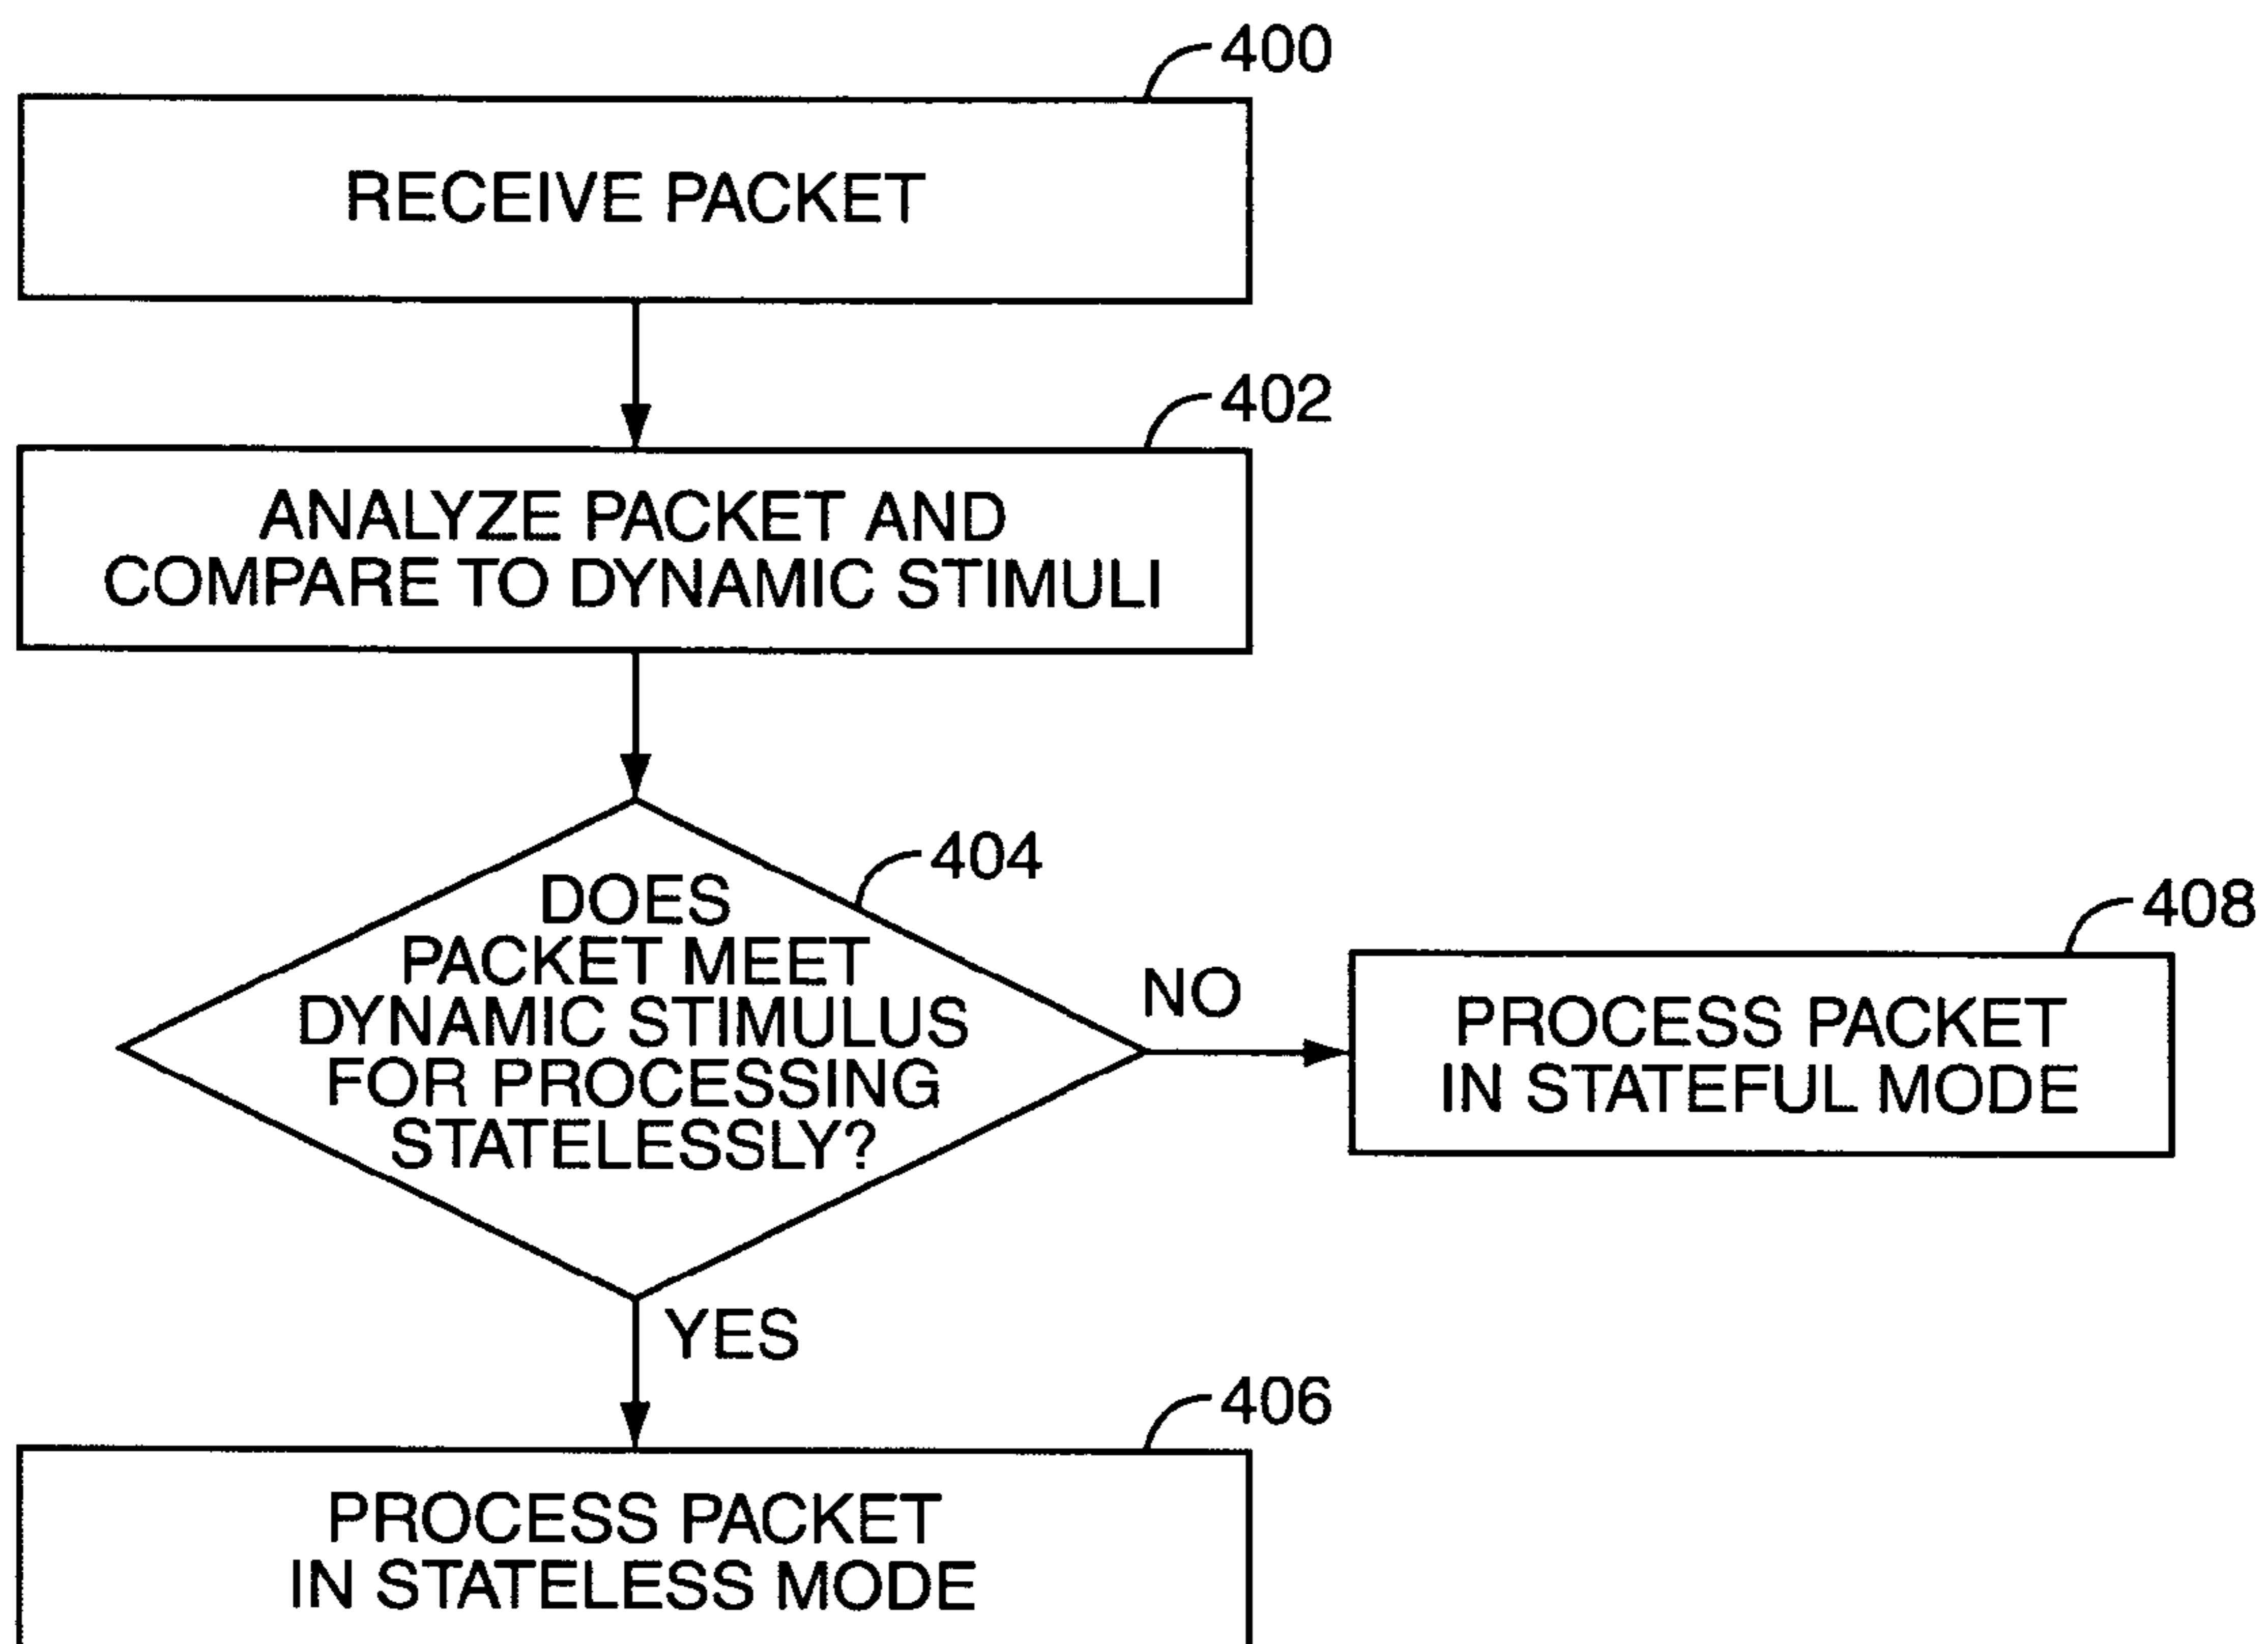 400
RECEIVE PACKET
402
ANALYZE PACKET AND
COMPARE TO DYNAMIC STIMULI
404
DOES
PACKET MEET
DYNAMIC STIMULUS
FOR PROCESSING
STATELESSLY?
NO
408
PROCESS PACKET
IN STATEFUL MODE
YES
406
PROCESS PACKET
IN STATELESS MODE